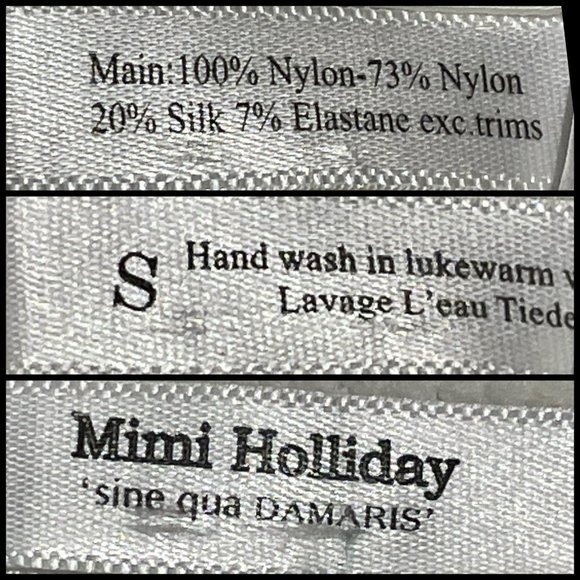 Main:100% Nylon-73% Nylon
20% Silk 7% Elastane exc.trims
S
Hand wash in lukewarm
Lavage L'eau Tiede
Mimi Holliday
'sine qua DAMARIS'